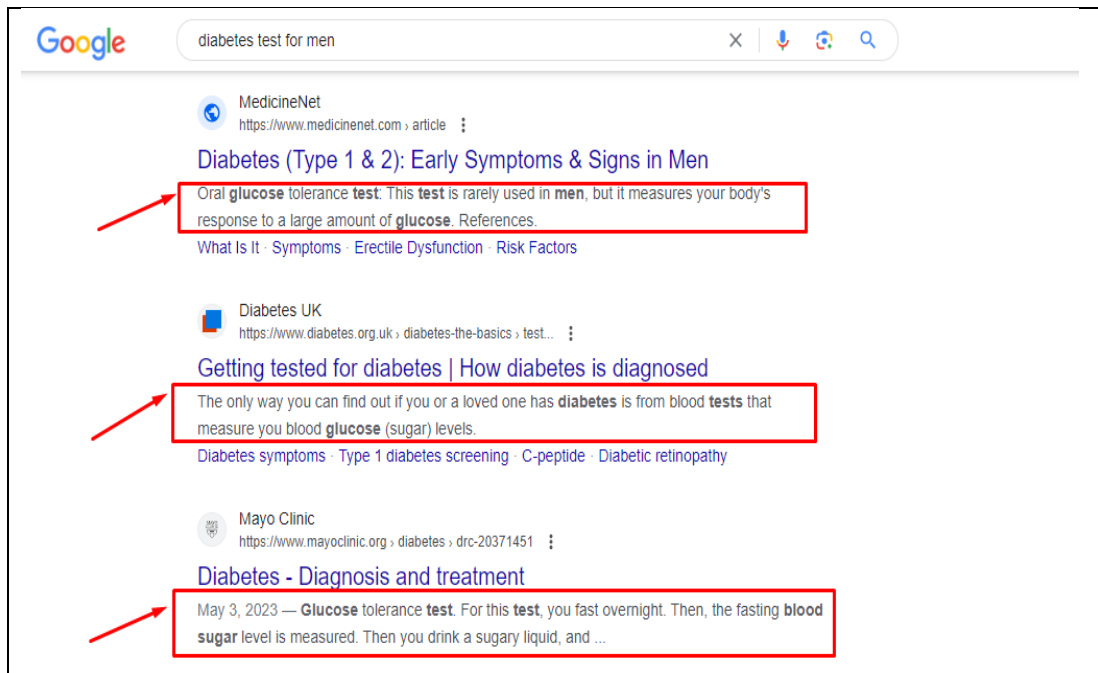 Google
diabetes test for men
MedicineNet
https://www.medicinenet.com › article
Diabetes (Type 1 & 2): Early Symptoms & Signs in Men
Oral glucose tolerance test: This test is rarely used in men, but it measures your body's
response to a large amount of glucose. References.
What Is It · Symptoms · Erectile Dysfunction · Risk Factors
Diabetes UK
https://www.diabetes.org.uk › diabetes-the-basics › test...
Getting tested for diabetes | How diabetes is diagnosed
The only way you can find out if you or a loved one has diabetes is from blood tests that
measure you blood glucose (sugar) levels.
Diabetes symptoms · Type 1 diabetes screening · C-peptide · Diabetic retinopathy
Mayo Clinic
https://www.mayoclinic.org › diabetes › drc-20371451
Diabetes - Diagnosis and treatment
May 3, 2023 — Glucose tolerance test. For this test, you fast overnight. Then, the fasting blood
sugar level is measured. Then you drink a sugary liquid, and ...